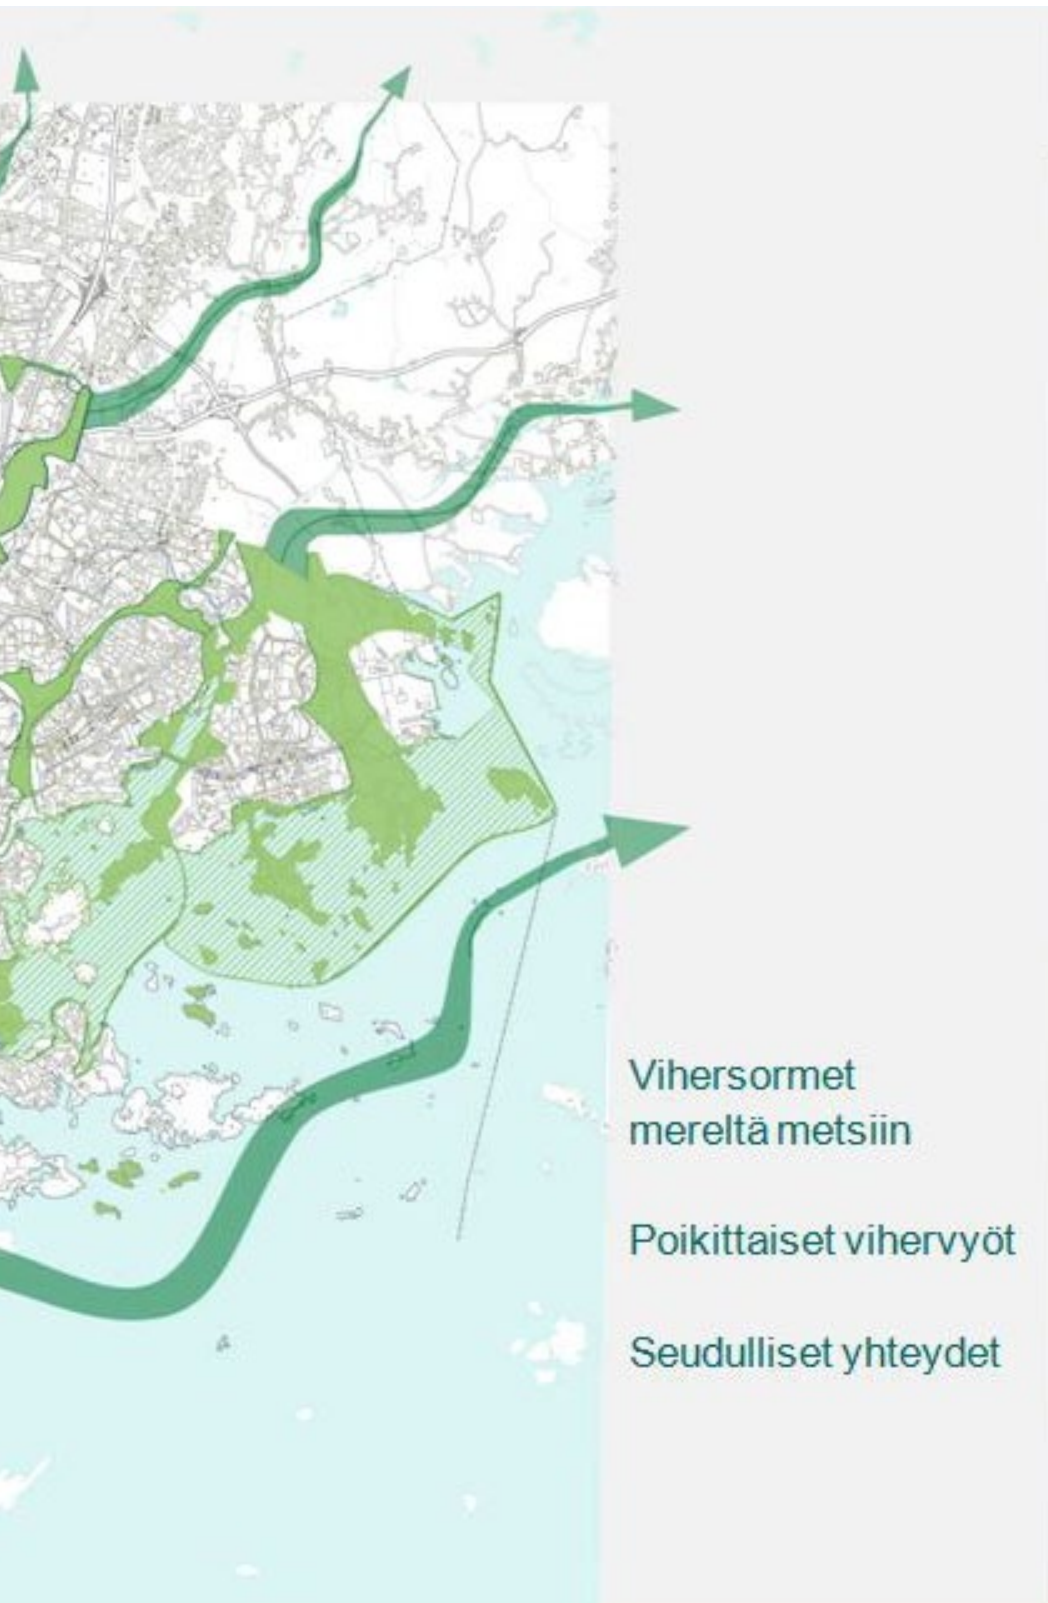 Vihersormet
mereltä metsiin
Poikittaiset vihervyöt
Seudulliset yhteydet